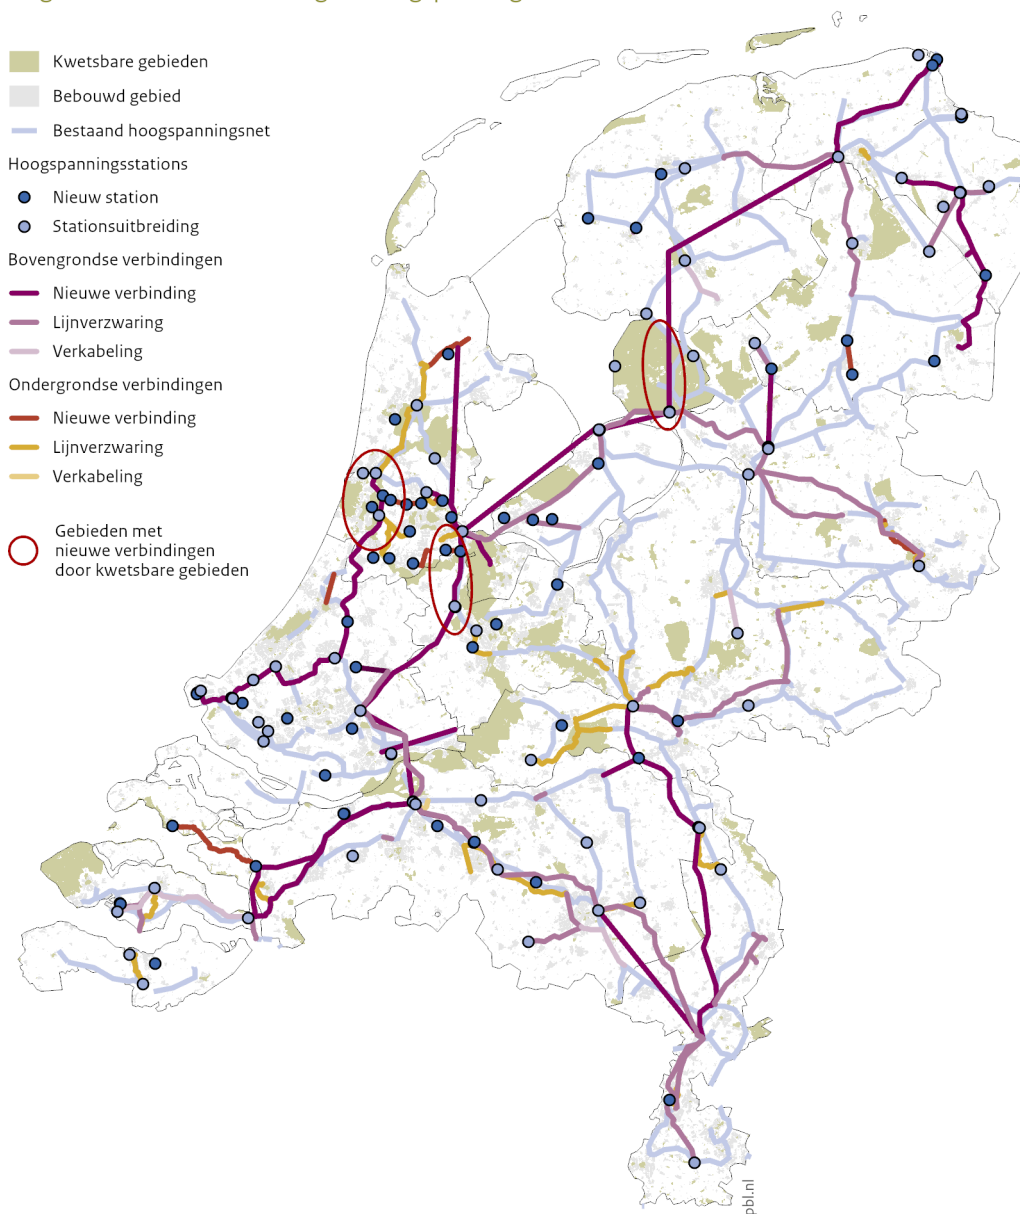 Kwetsbare gebieden
Bebouwd gebied
Bestaand hoogspanningsnet
Hoogspanningsstations
Nieuw station
Stationsuitbreiding
Bovengrondse verbindingen
Nieuwe verbinding
Lijnverzwaring
Verkabeling
Ondergrondse verbindingen
Nieuwe verbinding
Lijnverzwaring
Verkabeling
Gebieden met
nieuwe verbindingen
door kwetsbare gebieden
pbl.nl